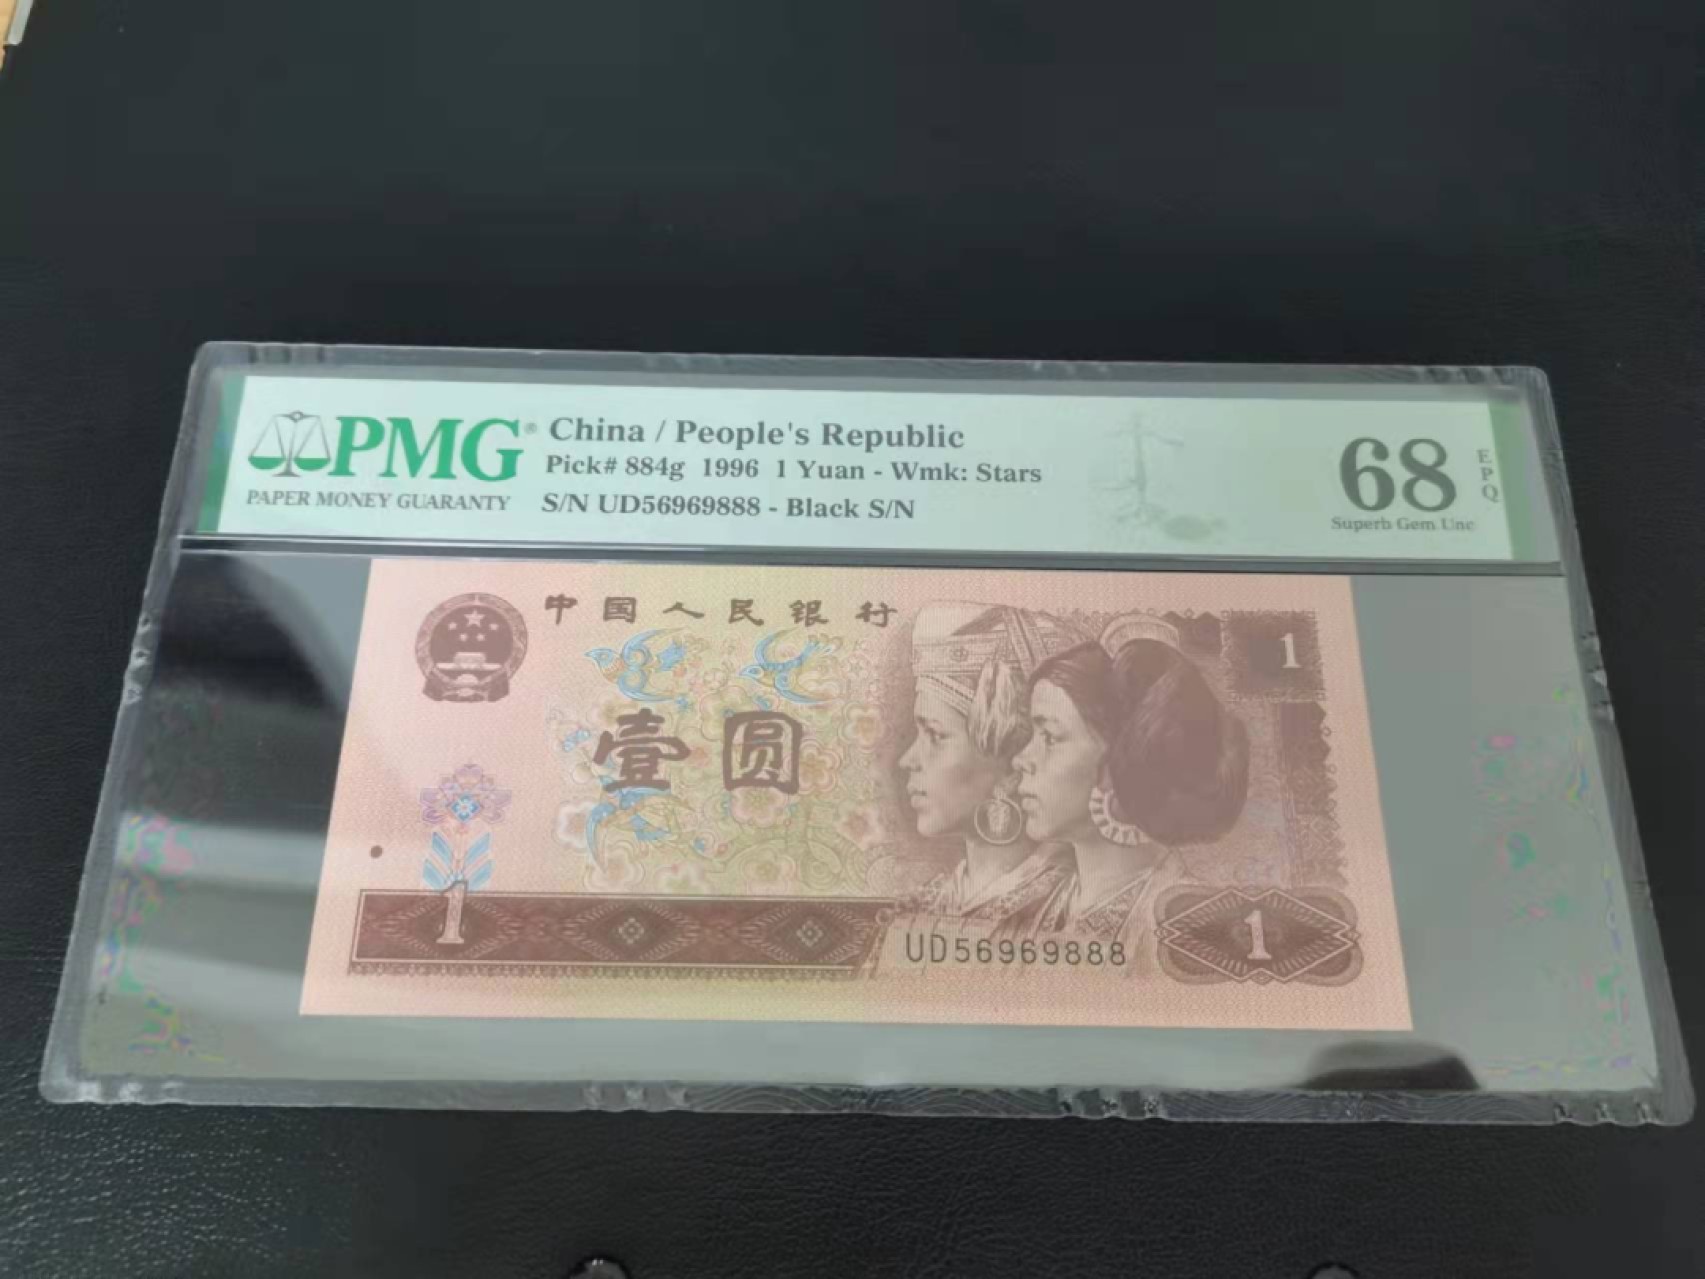 PMG®
PAPER MONEY GUARANTY
China / People's Republic
Pick# 884g 1996 1 Yuan - Wmk: Stars
S/N UD56969888 - Black S/N
68
EPQ
Superb Gem Unc
中国人民银行
1
壹圆
1
UD56969888
1